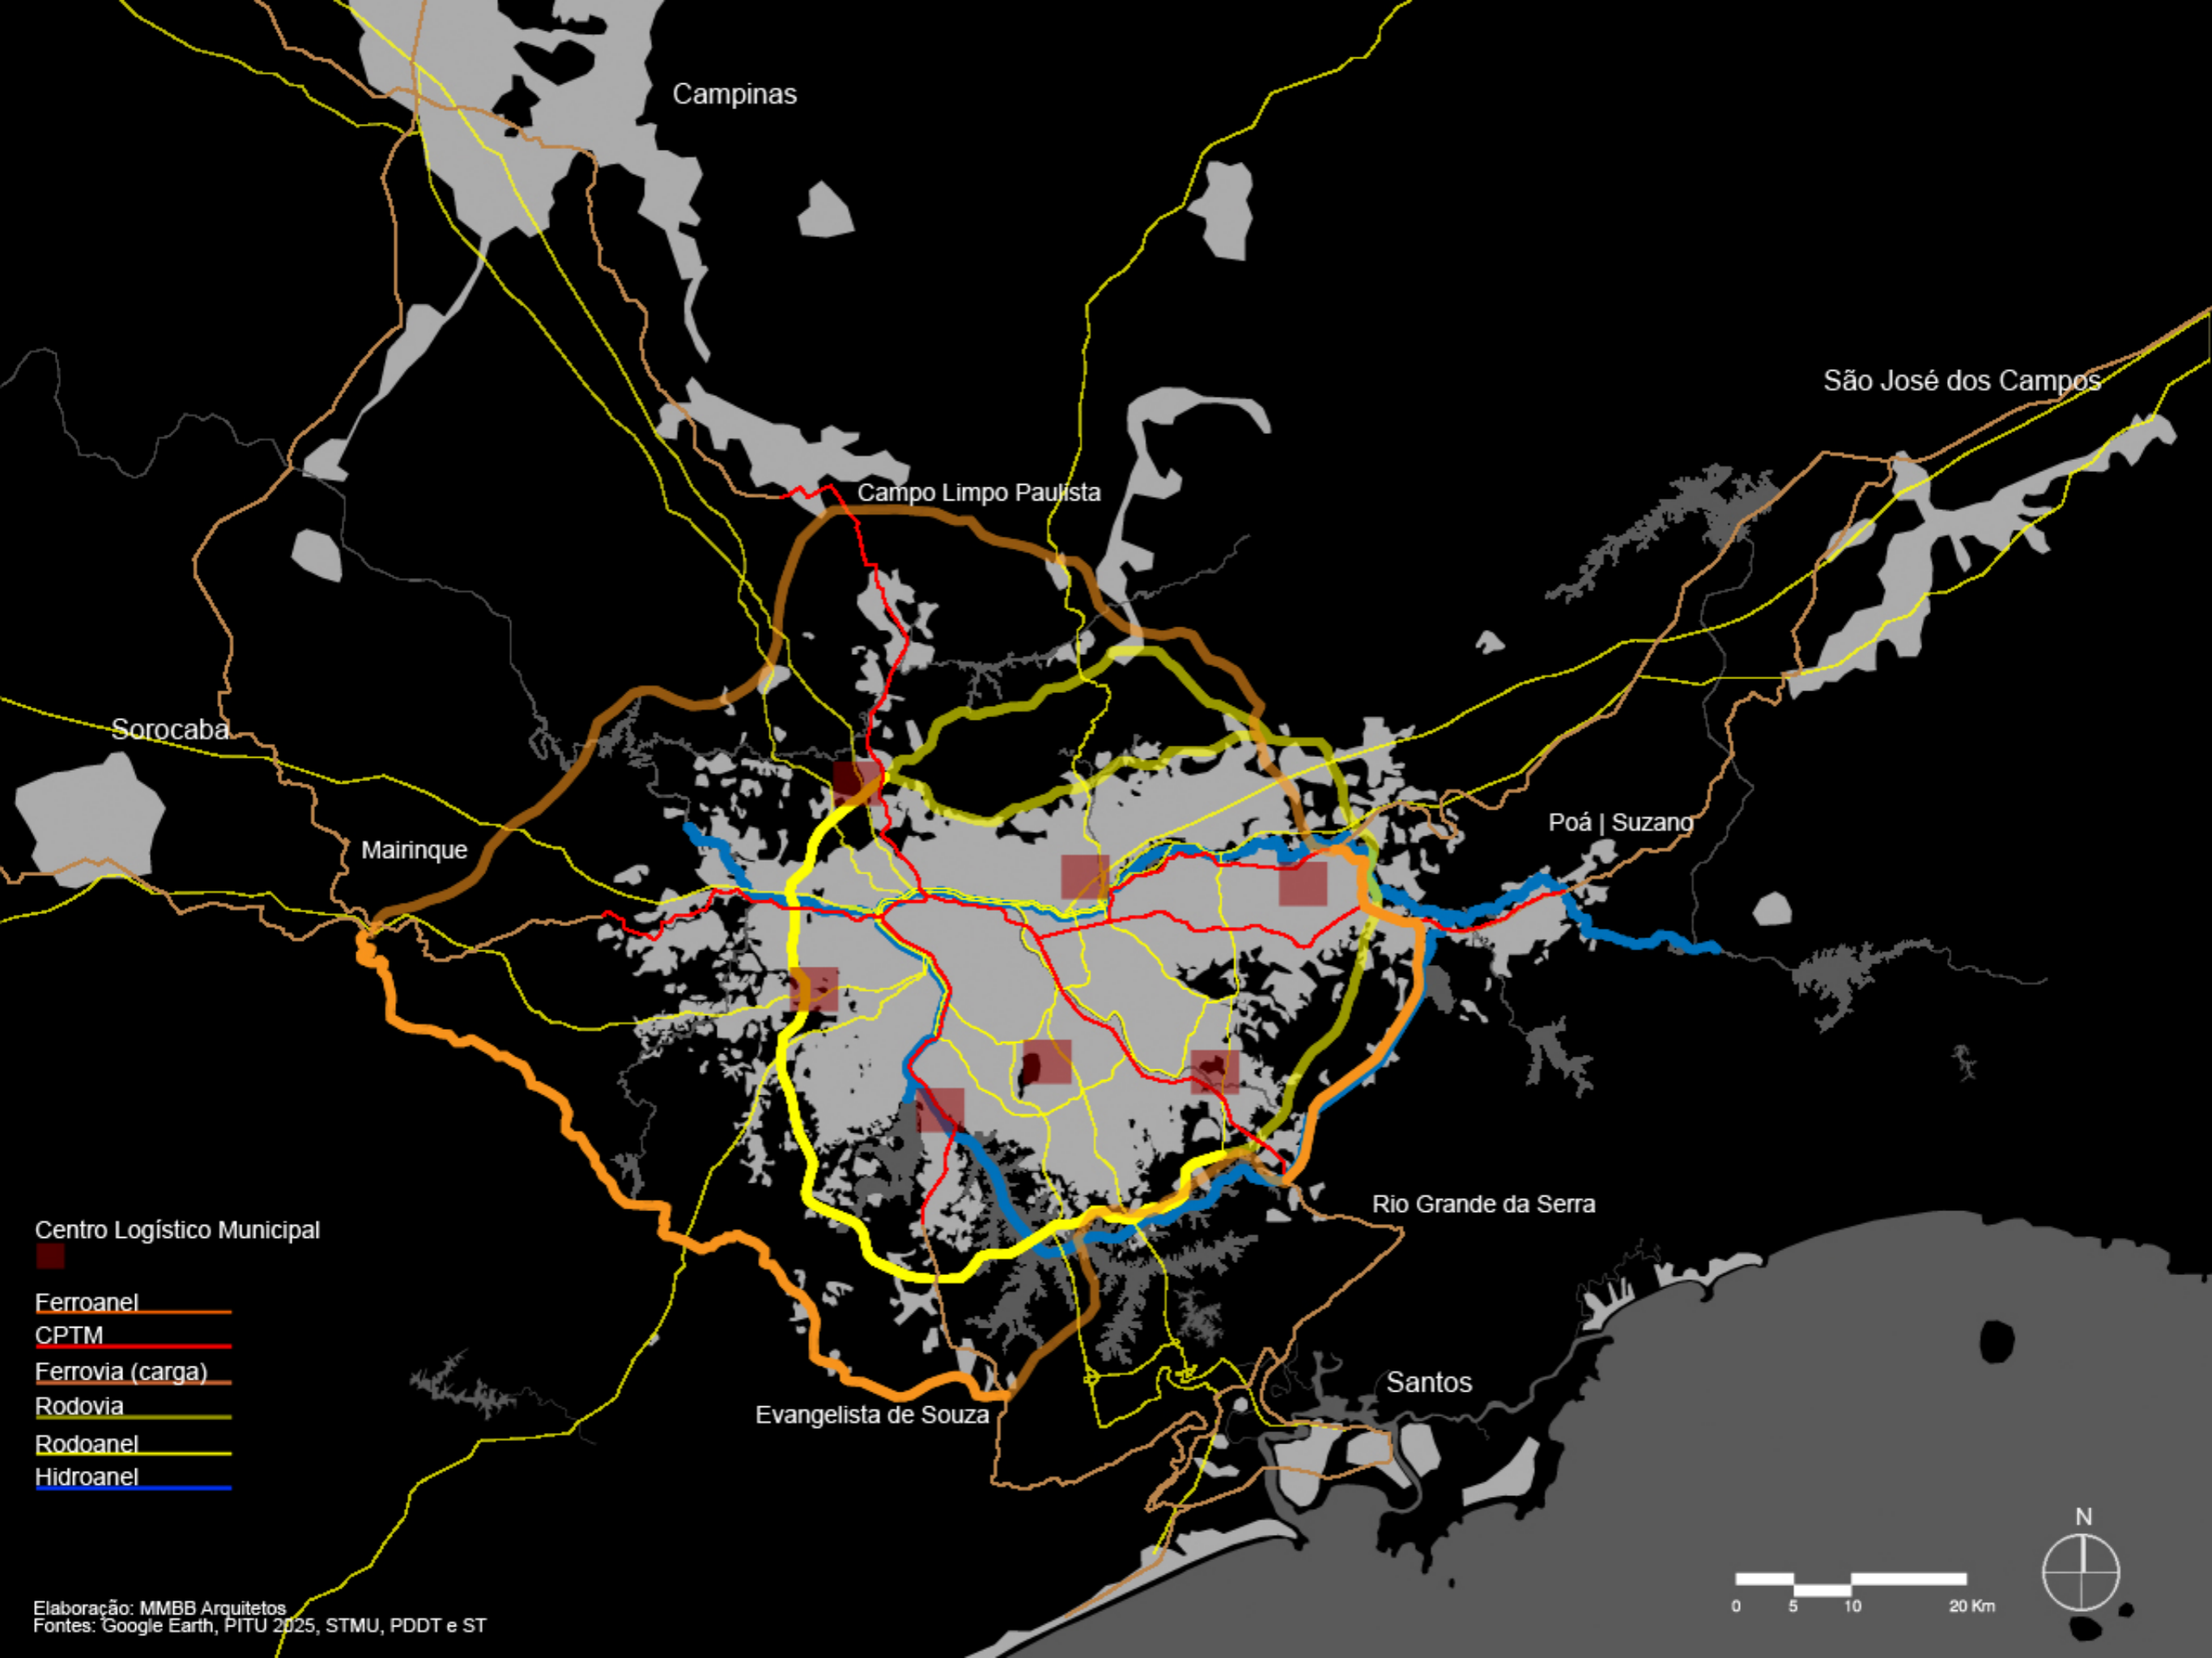 Campinas
São José dos Campos
Campo Limpo Paulista
Sorocaba
Poá | Suzano
Mairinque
Rio Grande da Serra
Centro Logístico Municipal
Ferroanel
CPTM
Ferrovia (carga)
Rodovia
Rodoanel
Hidroanel
Santos
Evangelista de Souza
N
0 5 10 20 Km
Elaboração: MMBB Arquitetos
Fontes: Google Earth, PITU 2025, STMU, PDDT e ST